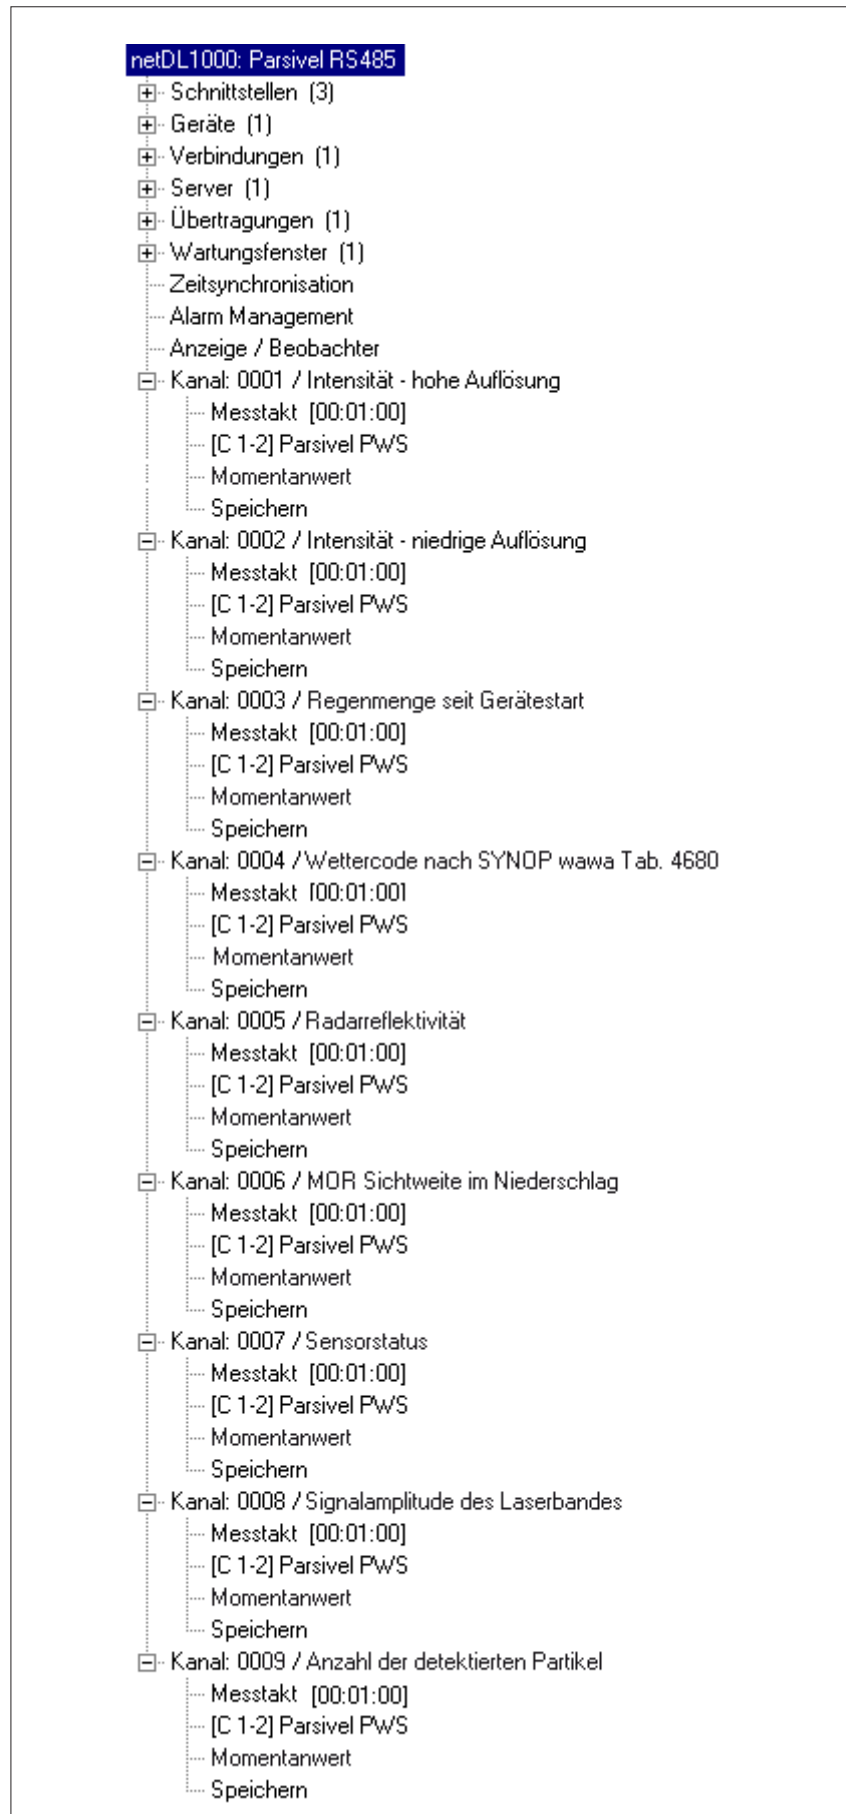 netDL1000: Parsivel RS485
Schnittstellen (3)
Geräte (1)
Verbindungen (1)
Server (1)
Übertragungen (1)
Wartungsfenster (1)
Zeitsynchronisation
Alarm Management
Anzeige / Beobachter
Kanal: 0001 / Intensität - hohe Auflösung
Messtakt [00:01:00]
[C 1-2] Parsivel PWS
Momentanwert
Speichern
Kanal: 0002 / Intensität - niedrige Auflösung
Messtakt [00:01:00]
[C 1-2] Parsivel PWS
Momentanwert
Speichern
Kanal: 0003 / Regenmenge seit Gerätestart
Messtakt [00:01:00]
[C 1-2] Parsivel PWS
Momentanwert
Speichern
Kanal: 0004 / Wettercode nach SYNOP wawa Tab. 4680
Messtakt [00:01:00]
[C 1-2] Parsivel PWS
Momentanwert
Speichern
Kanal: 0005 / Radarreflektivität
Messtakt [00:01:00]
[C 1-2] Parsivel PWS
Momentanwert
Speichern
Kanal: 0006 / MOR Sichtweite im Niederschlag
Messtakt [00:01:00]
[C 1-2] Parsivel PWS
Momentanwert
Speichern
Kanal: 0007 / Sensorstatus
Messtakt [00:01:00]
[C 1-2] Parsivel PWS
Momentanwert
Speichern
Kanal: 0008 / Signalamplitude des Laserbandes
Messtakt [00:01:00]
[C 1-2] Parsivel PWS
Momentanwert
Speichern
Kanal: 0009 / Anzahl der detektierten Partikel
Messtakt [00:01:00]
[C 1-2] Parsivel PWS
Momentanwert
Speichern